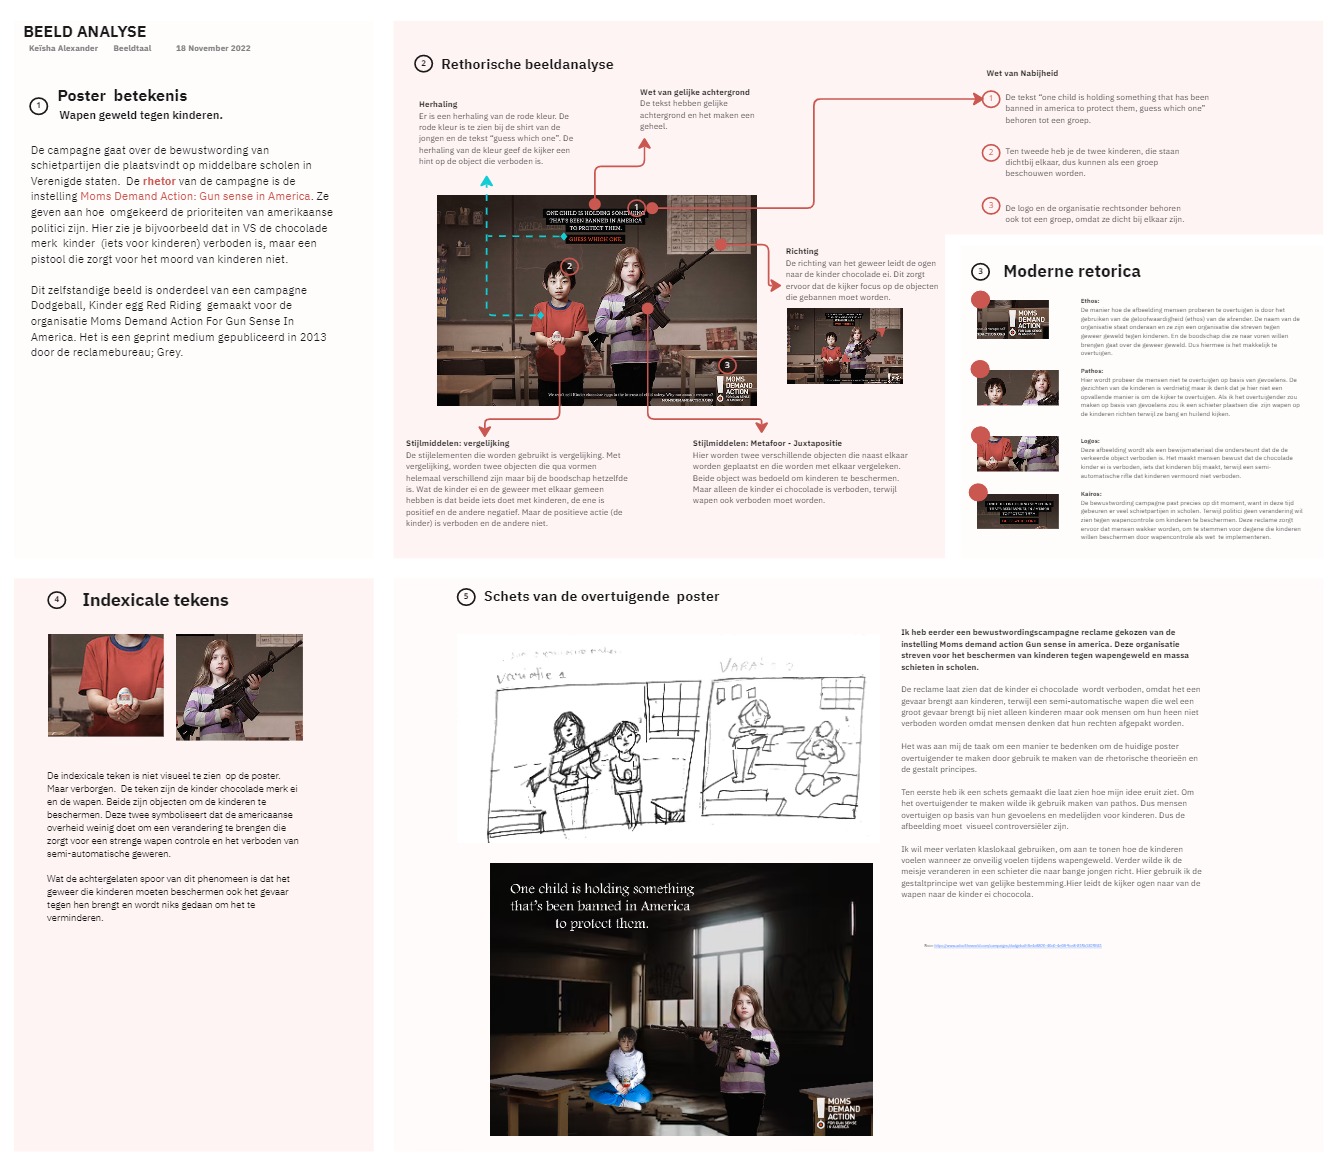 BEELD ANALYSE
Keïsha Alexander Beeldtaal 18 November 2022
1 Poster betekenis
Wapen geweld tegen kinderen.
De campagne gaat over de bewustwording van
schietpartijen die plaatsvindt op middelbare scholen in
Verenigde staten. De rhetor van de campagne is de
instelling Moms Demand Action: Gun sense in America. Ze
geven aan hoe omgekeerd de prioriteiten van amerikaanse
politici zijn. Hier zie je bijvoorbeeld dat in VS de chocolade
merk kinder (iets voor kinderen) verboden is, maar een
pistool die zorgt voor het moord van kinderen niet.
Dit zelfstandige beeld is onderdeel van een campagne
Dodgeball, Kinder egg Red Riding gemaakt voor de
organisatie Moms Demand Action For Gun Sense In
America. Het is een geprint medium gepubliceerd in 2013
door de reclamebureau; Grey.
2 Rethorische beeldanalyse
Herhaling
Er is een herhaling van de rode kleur. De
rode kleur is te zien bij de shirt van de
jongen en de tekst “guess which one”. De
herhaling van de kleur geef de kijker een
hint op de object die verboden is.
Wet van gelijke achtergrond
De tekst hebben gelijke
achtergrond en het maken een
geheel.
Wet van Nabijheid
1 De tekst “one child is holding something that has been
banned in america to protect them, guess which one”
behoren tot een groep.
2 Ten tweede heb je de twee kinderen, die staan
dichtbij elkaar, dus kunnen als een groep
beschouwen worden.
3 De logo en de organisatie rechtsonder behoren
ook tot een groep, omdat ze dicht bij elkaar zijn.
1
ONE CHILD IS HOLDING SOMETHING
THAT'S BEEN BANNED IN AMERICA
TO PROTECT THEM.
GUESS WHICH ONE.
2
3
MOMS
DEMAND
ACTION
Richting
De richting van het geweer leidt de ogen
naar de kinder chocolade ei. Dit zorgt
ervoor dat de kijker focus op de objecten
die gebannen moet worden.
Stijlmiddelen: vergelijking
De stijlelementen die worden gebruikt is vergelijking. Met
vergelijking, worden twee objecten die qua vormen
helemaal verschillend zijn maar bij de boodschap hetzelfde
is. Wat de kinder ei en de geweer met elkaar gemeen
hebben is dat beide iets doet met kinderen, de ene is
positief en de andere negatief. Maar de positieve actie (de
kinder) is verboden en de andere niet.
Stijlmiddelen: Metafoor - Juxtapositie
Hier worden twee verschillende objecten die naast elkaar
worden geplaatst en die worden met elkaar vergeleken.
Beide object was bedoeld om kinderen te beschermen.
Maar alleen de kinder ei chocolade is verboden, terwijl
wapen ook verboden moet worden.
3 Moderne retorica
MOMS
DEMAND
ACTION
Ethos:
De manier hoe de afbeelding mensen proberen te overtuigen is door het
gebruiken van de geloofwaardigheid (ethos) van de afzender. De naam van de
organisatie staat onderaan en ze zijn een organisatie die streven tegen
geweer geweld tegen kinderen. En de boodschap die ze naar voren willen
brengen gaat over de geweer geweld. Dus hiermee is het makkelijk te
overtuigen.
Pathos:
Hier wordt probeer de mensen niet te overtuigen op basis van gevoelens. De
gezichten van de kinderen is verdrietig maar ik denk dat je hier niet een
opvallende manier is om de kijker te overtuigen. Als ik het overtuigender zou
maken op basis van gevoelens zou ik een schieter plaatsen die zijn wapen op
de kinderen richten terwijl ze bang en huilend kijken.
Logos:
Deze afbeelding wordt als een bewijsmateriaal die ondersteunt dat de de
verkeerde object verboden is. Het maakt mensen bewust dat de chocolade
kinder ei is verboden, iets dat kinderen blij maakt, terwijl een semi-
automatische rifle dat kinderen vermoord niet verboden.
Kairos:
De bewustwording campagne past precies op dit moment, want in deze tijd
gebeuren er veel schietpartijen in scholen. Terwijl politici geen verandering wil
zien tegen wapencontrole om kinderen te beschermen. Deze reclame zorgt
ervoor dat mensen wakker worden, om te stemmen voor degene die kinderen
willen beschermen door wapencontrole als wet te implementeren.
4 Indexicale tekens
De indexicale teken is niet visueel te zien op de poster.
Maar verborgen. De teken zijn de kinder chocolade merk ei
en de wapen. Beide zijn objecten om de kinderen te
beschermen. Deze twee symboliseert dat de americaanse
overheid weinig doet om een verandering te brengen die
zorgt voor een strenge wapen controle en het verboden van
semi-automatische geweren.
Wat de achtergelaten spoor van dit phenomeen is dat het
geweer die kinderen moeten beschermen ook het gevaar
tegen hen brengt en wordt niks gedaan om het te
verminderen.
5 Schets van de overtuigende poster
Variatie 1
One child is holding something
that's been banned in America
to protect them.
MOMS
DEMAND
ACTION
FOR GUN SENSE
IN AMERICA
Ik heb eerder een bewustwordingscampagne reclame gekozen van de
instelling Moms demand action Gun sense in america. Deze organisatie
streven voor het beschermen van kinderen tegen wapengeweld en massa
schieten in scholen.
De reclame laat zien dat de kinder ei chocolade wordt verboden, omdat het een
gevaar brengt aan kinderen, terwijl een semi-automatische wapen die wel een
groot gevaar brengt bij niet alleen kinderen maar ook mensen om hun heen niet
verboden worden omdat mensen denken dat hun rechten afgepakt worden.
Het was aan mij de taak om een manier te bedenken om de huidige poster
overtuigender te maken door gebruik te maken van de rhetorische theorieën en
de gestalt principes.
Ten eerste heb ik een schets gemaakt die laat zien hoe mijn idee eruit ziet. Om
het overtuigender te maken wilde ik gebruik maken van pathos. Dus mensen
overtuigen op basis van hun gevoelens en medelijden voor kinderen. Dus de
afbeelding moet visueel controversiëler zijn.
Ik wil meer verlaten klaslokaal gebruiken, om aan te tonen hoe de kinderen
voelen wanneer ze onveilig voelen tijdens wapengeweld. Verder wilde ik de
meisje veranderen in een schieter die naar bange jongen richt. Hier gebruik ik de
gestaltprincipe wet van gelijke bestemming.Hier leidt de kijker ogen naar van de
wapen naar de kinder ei chococola.